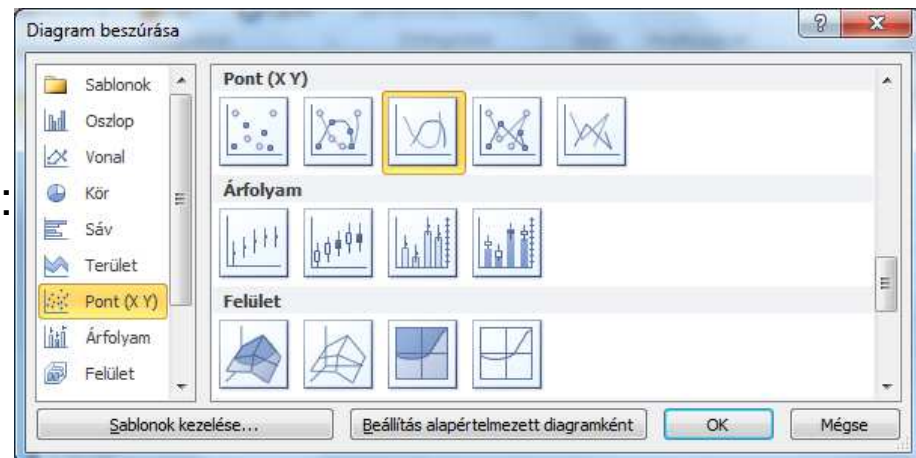 Diagram beszúrása
:
Sablonok
Oszlop
Vonal
Kör
Sáv
Terület
Pont (X Y)
Árfolyam
Felület
Pont (X Y)
Árfolyam
Felület
Sablonok kezelése...
Beállítás alapértelmezett diagramként
OK
Mégse